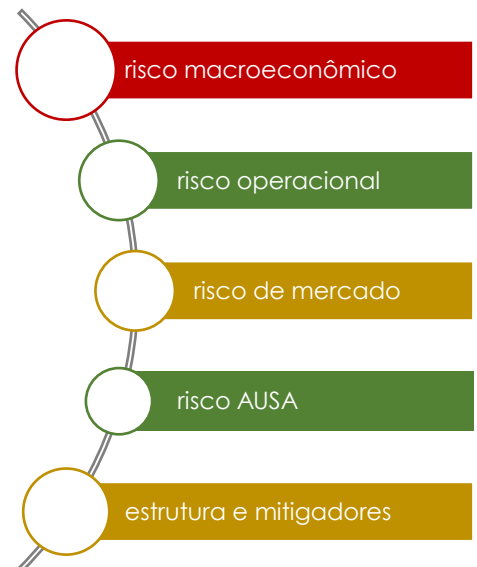 risco macroeconômico
risco operacional
risco de mercado
risco AUSA
estrutura e mitigadores